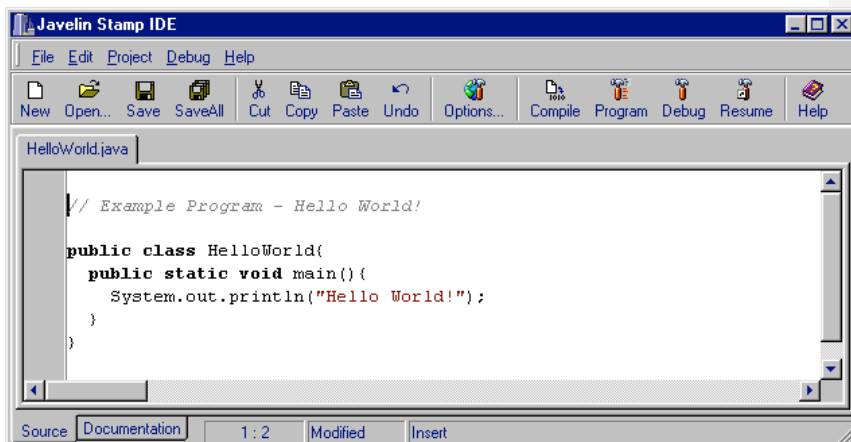 Javelin Stamp IDE
File Edit Project Debug Help
New Open... Save SaveAll Cut Copy Paste Undo Options... Compile Program Debug Resume Help
HelloWorld.java
// Example Program - Hello World!
public class HelloWorld{
public static void main(){
System.out.println("Hello World!");
}
}
Source Documentation 1 : 2 Modified Insert